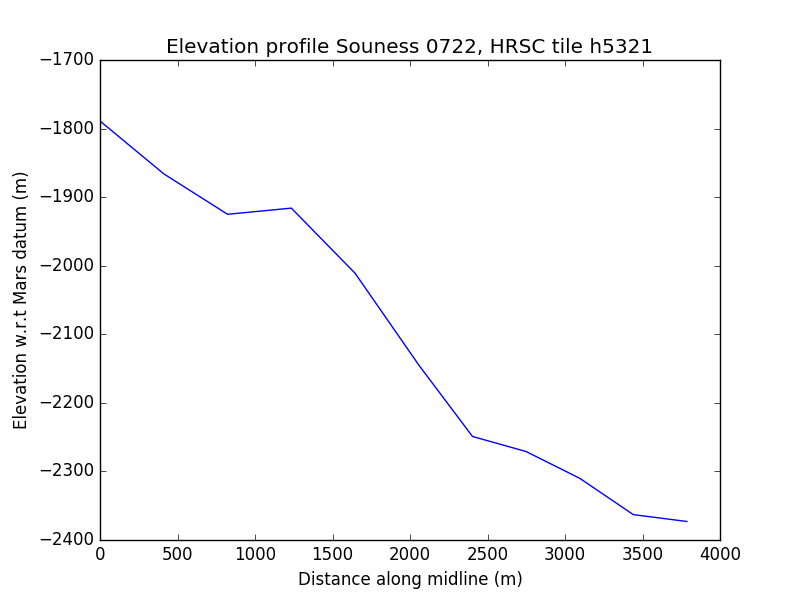 Elevation profile Souness 0722, HRSC tile h5321
Elevation w.r.t Mars datum (m)
−1700
−1800
−1900
−2000
−2100
−2200
−2300
−2400
0 500 1000 1500 2000 2500 3000 3500 4000
Distance along midline (m)